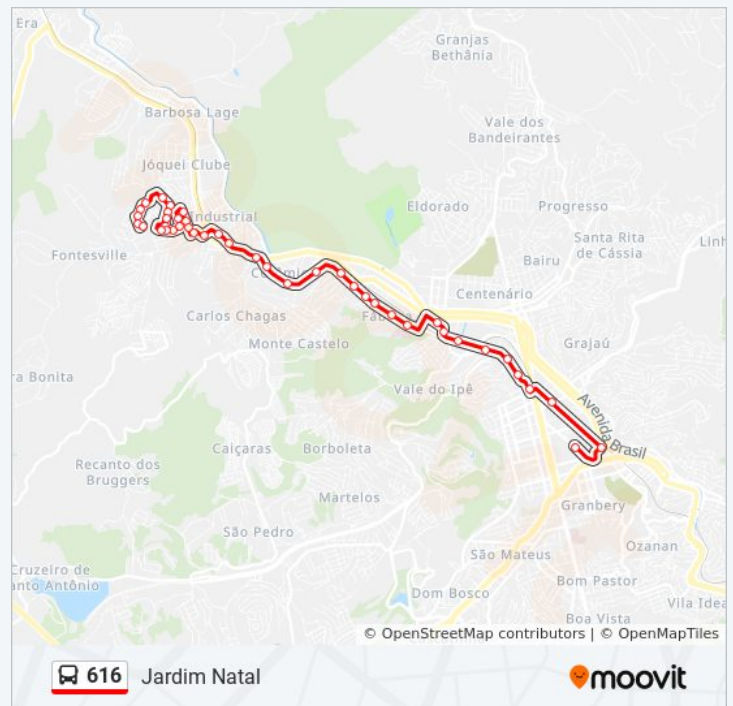 Era
Granjas
Bethânia
Barbosa Lage
Vale dos
Bandeirantes
Jóquei Clube
Eldorado
Progresso
Industrial
Santa Rita
de Cássia
Linh
Fontesville
Bairu
Centenário
Carlos Chagas
Monte Castelo
Grajaú
ra Bonita
Vale do Ipê
Avenida Brasil
Caiçaras
Borboleta
Recanto dos
Bruggers
Martelos
Granbery
São Pedro
São Mateus
Ozanan
Cruzeiro de
anto Antônio
Bom Pastor
Dom Bosco
Vila Idea
Boa Vista
© OpenStreetMap contributors | © OpenMapTiles
616 Jardim Natal
moovit